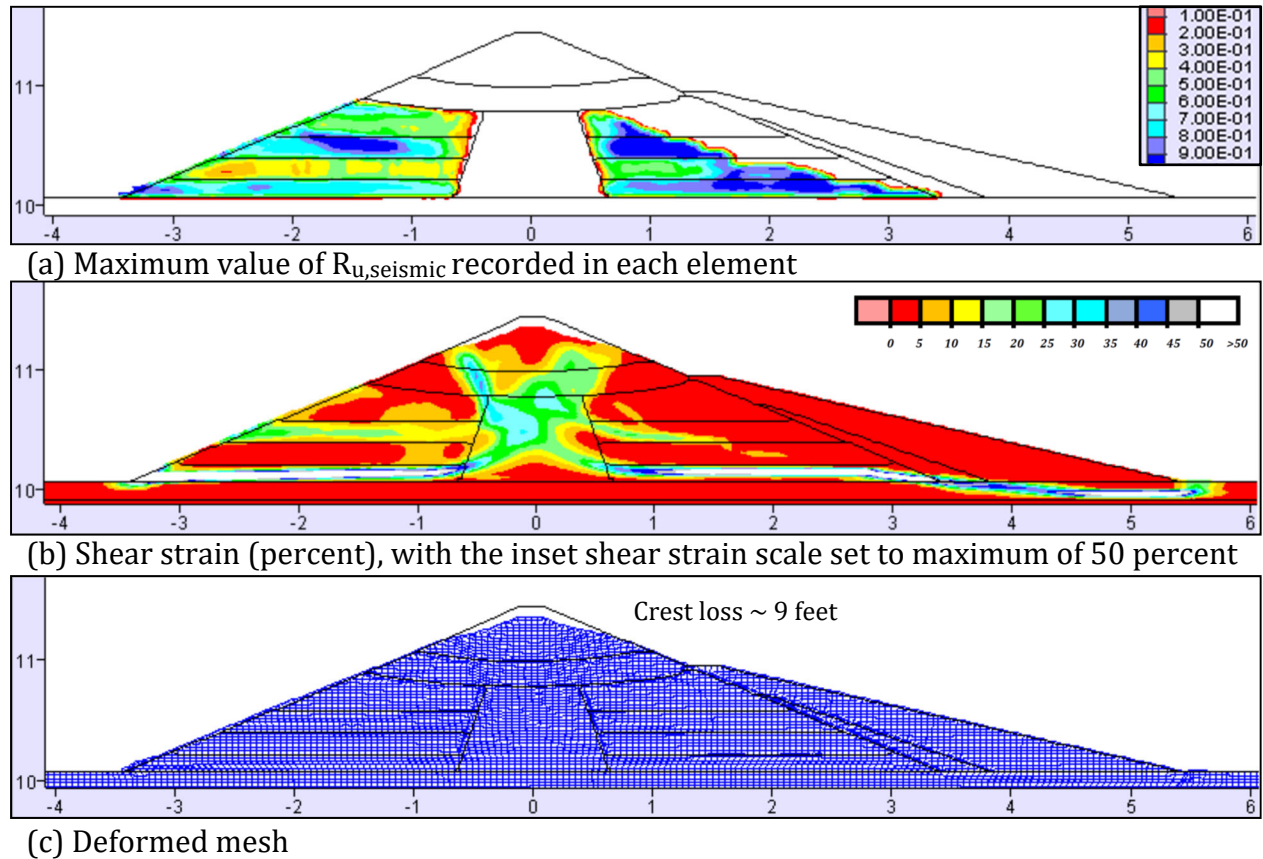 1.00E-01
2.00E-01
3.00E-01
4.00E-01
5.00E-01
6.00E-01
7.00E-01
8.00E-01
9.00E-01
11
10
-4 -3 -2 -1 0 1 2 3 4 5 6
(a) Maximum value of Ru,seismic recorded in each element
0 5 10 15 20 25 30 35 40 45 50 >50
11
10
-4 -3 -2 -1 0 1 2 3 4 5 6
(b) Shear strain (percent), with the inset shear strain scale set to maximum of 50 percent
Crest loss ~ 9 feet
11
10
-4 -3 -2 -1 0 1 2 3 4 5 6
(c) Deformed mesh